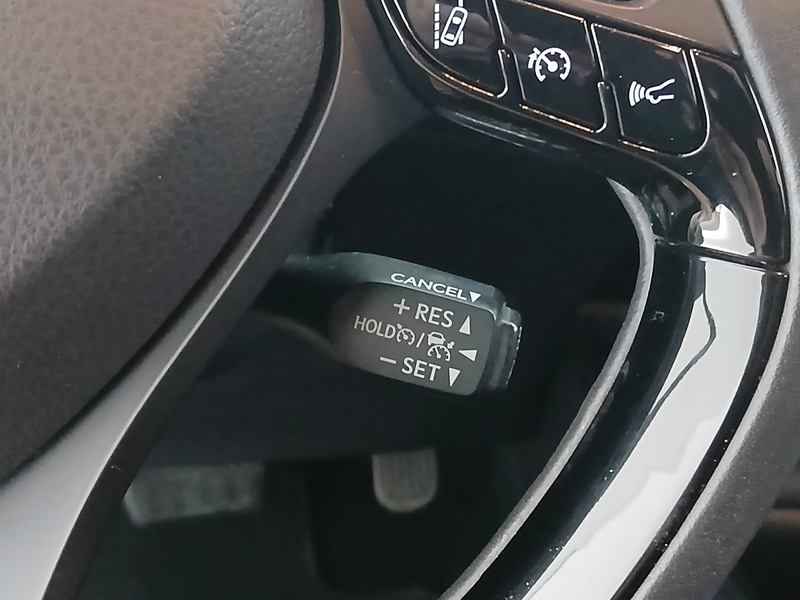 CANCEL▼
+ RES ▲
HOLD / ◀
− SET ▼